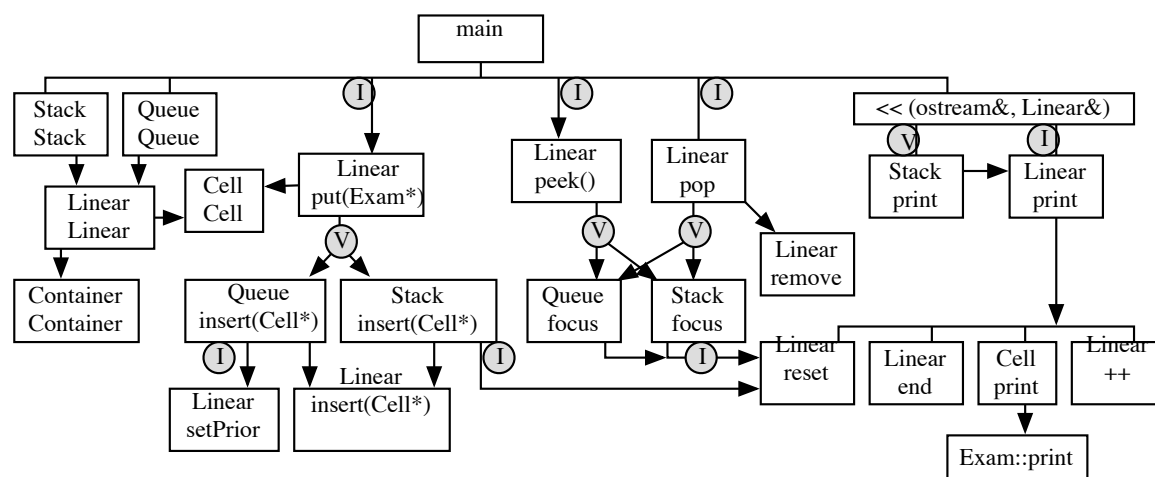 main
I
I
I
Stack
Stack
Queue
Queue
<< (ostream&, Linear&)
V
I
Linear
put(Exam*)
Linear
peek()
Linear
pop
Stack
print
Linear
print
Cell
Cell
Linear
Linear
V
V
V
Linear
remove
Container
Container
Queue
insert(Cell*)
Stack
insert(Cell*)
Queue
focus
Stack
focus
I
I
I
Linear
reset
Linear
end
Cell
print
Linear
++
Linear
setPrior
Linear
insert(Cell*)
Exam::print